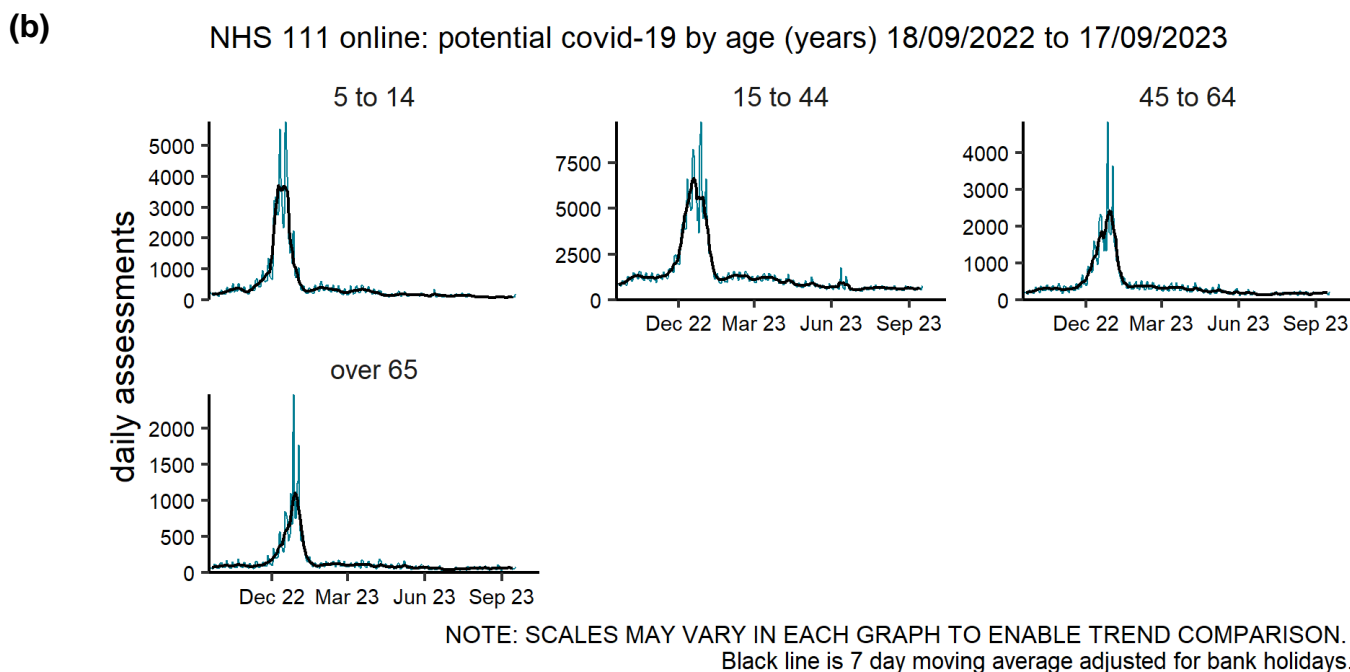 (b)
NHS 111 online: potential covid-19 by age (years) 18/09/2022 to 17/09/2023
daily assessments
5 to 14
5000
4000
3000
2000
1000
0
15 to 44
7500
5000
2500
0
Dec 22 Mar 23 Jun 23 Sep 23
45 to 64
4000
3000
2000
1000
0
Dec 22 Mar 23 Jun 23 Sep 23
over 65
2000
1500
1000
500
0
Dec 22 Mar 23 Jun 23 Sep 23
NOTE: SCALES MAY VARY IN EACH GRAPH TO ENABLE TREND COMPARISON.
Black line is 7 day moving average adjusted for bank holidays.